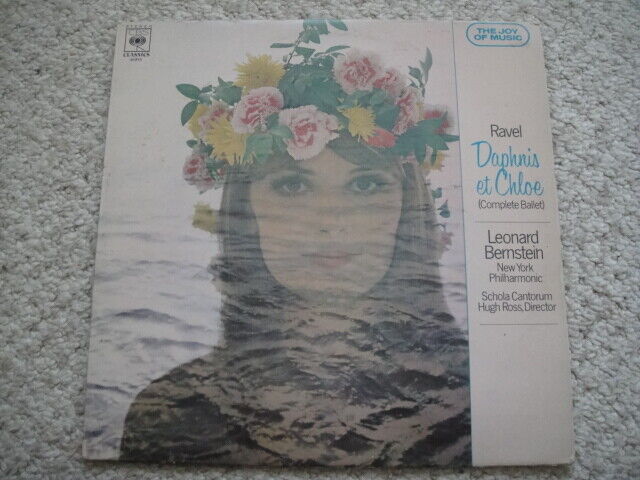 STEREO
CBS
CLASSICS
THE JOY
OF MUSIC
Ravel
Daphnis
et Chloe
(Complete Ballet)
Leonard
Bernstein
New York
Philharmonic
Schola Cantorum
Hugh Ross, Director